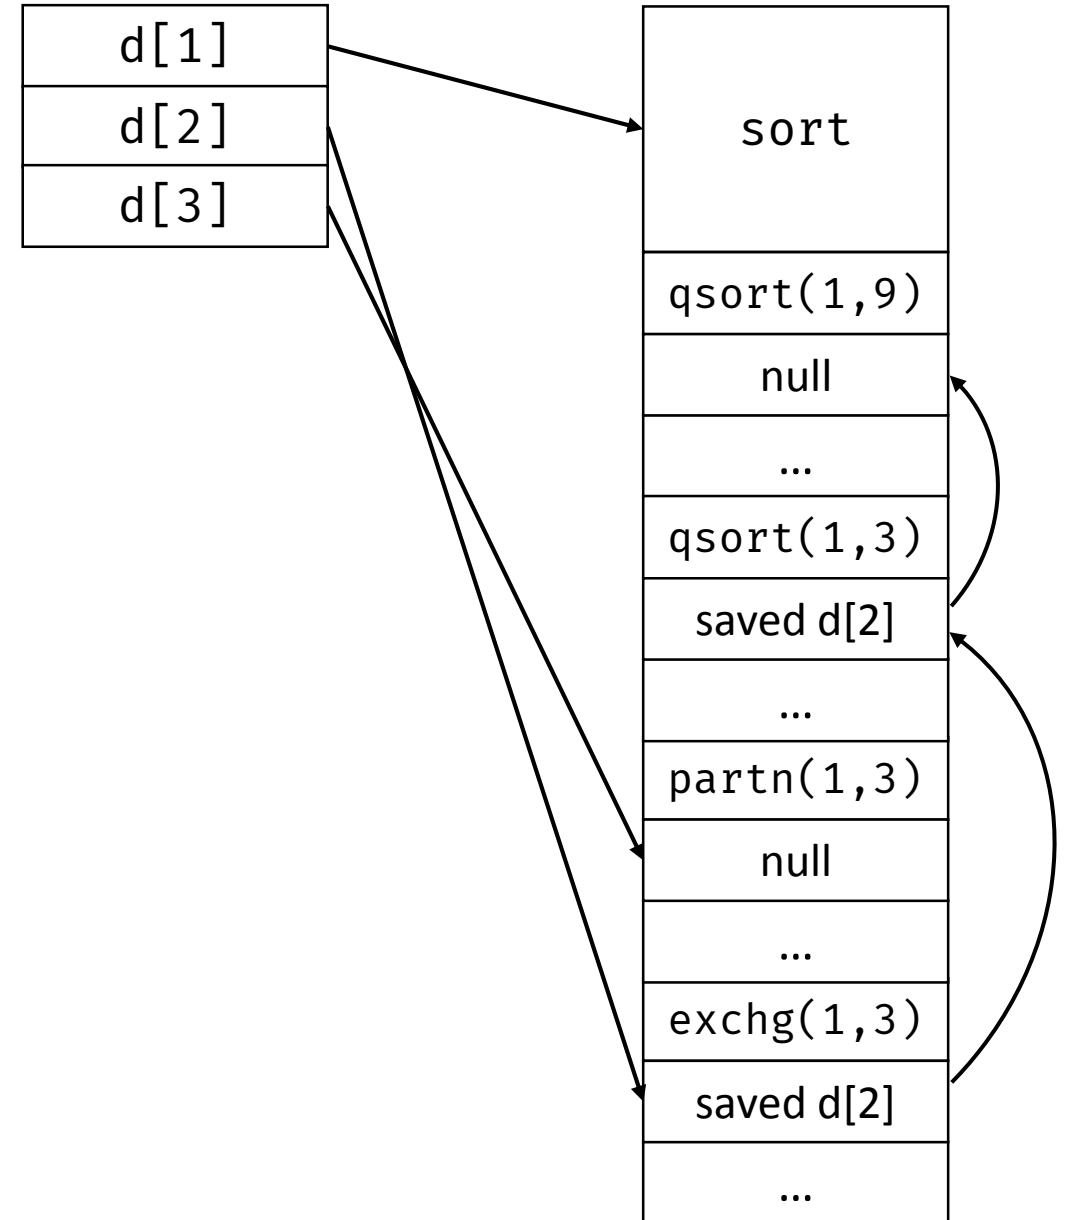 d[1]
d[2]
d[3]
sort
qsort(1,9)
null
...
qsort(1,3)
saved d[2]
...
partn(1,3)
null
...
exchg(1,3)
saved d[2]
...